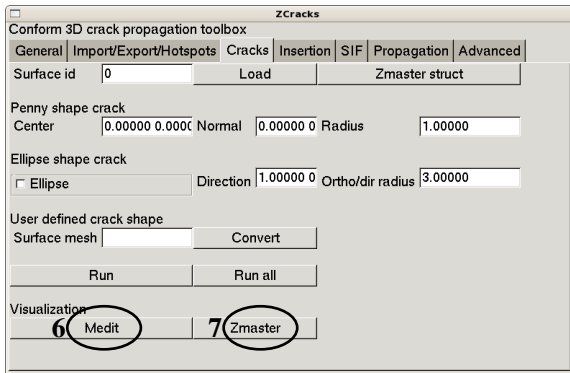 ZCracks
Conform 3D crack propagation toolbox
General Import/Export/Hotspots Cracks Insertion SIF Propagation Advanced
Surface id 0 Load Zmaster struct
Penny shape crack
Center 0.00000 0.000 Normal 0.00000 0 Radius 1.00000
Ellipse shape crack
Ellipse Direction 1.00000 0 Ortho/dir radius 3.00000
User defined crack shape
Surface mesh Convert
Run Run all
Visualization
6 Medit 7 Zmaster